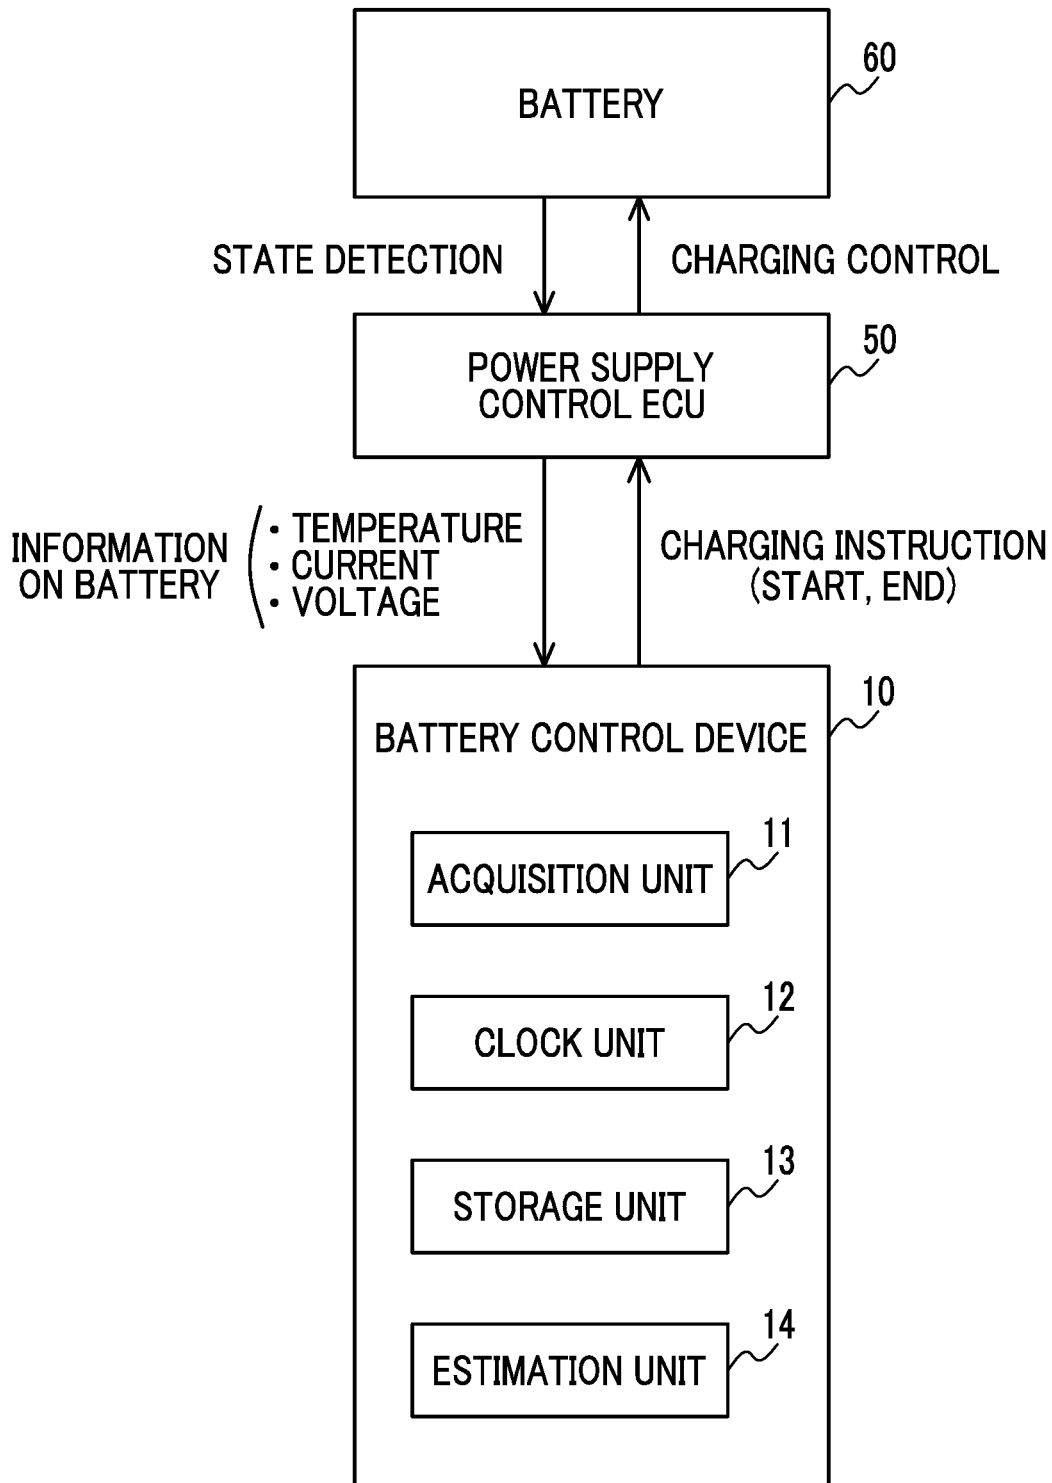 60
BATTERY
STATE DETECTION
CHARGING CONTROL
50
POWER SUPPLY
CONTROL ECU
INFORMATION
ON BATTERY
・TEMPERATURE
・CURRENT
・VOLTAGE
CHARGING INSTRUCTION
(START, END)
10
BATTERY CONTROL DEVICE
11
ACQUISITION UNIT
12
CLOCK UNIT
13
STORAGE UNIT
14
ESTIMATION UNIT